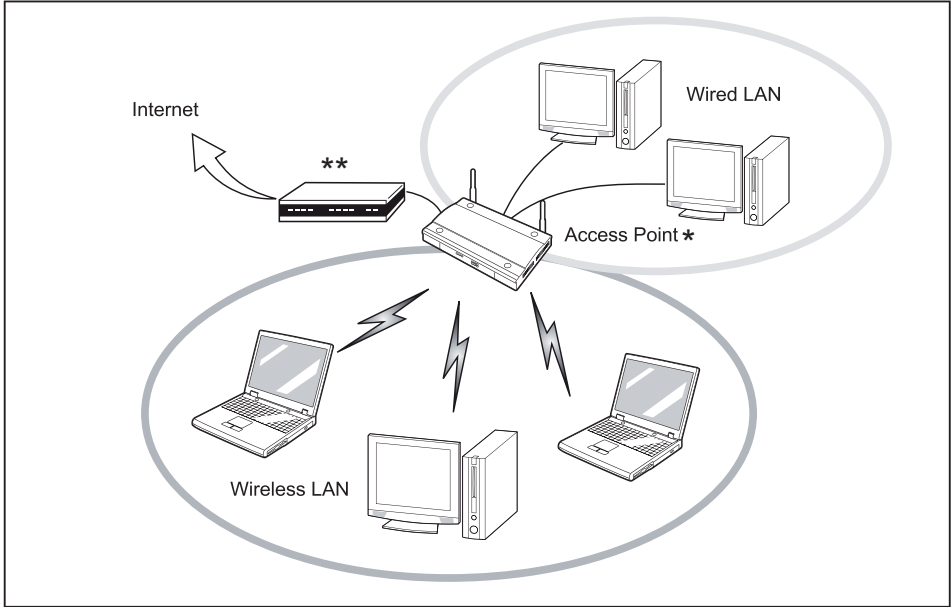 Internet
**
Wired LAN
Access Point *
Wireless LAN